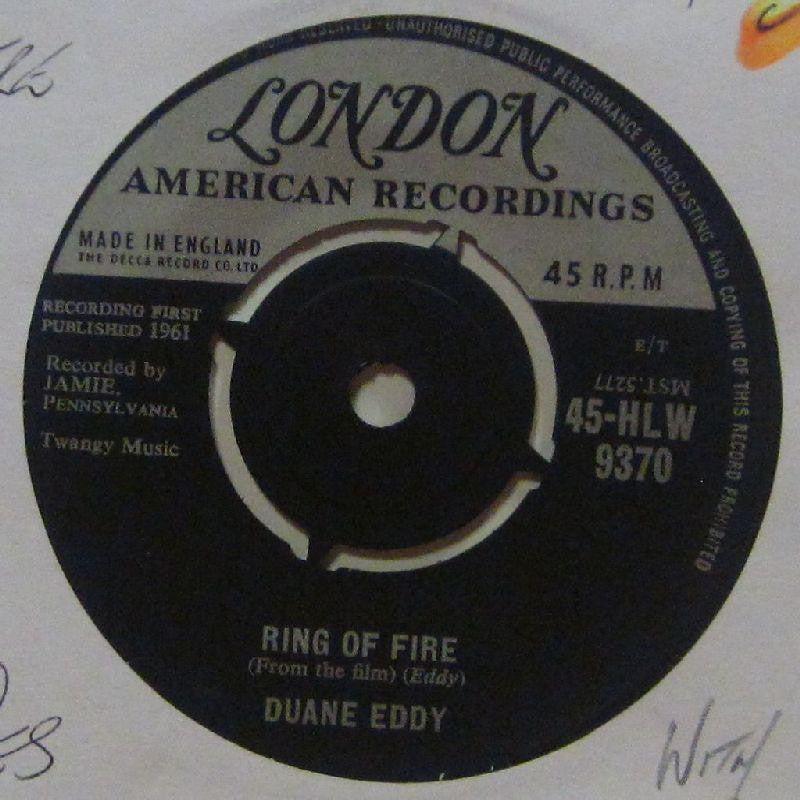 RESERVED UNAUTHORISED PUBLIC PERFORMANCE BROADCASTING AND COPYING OF THIS RECORD PROHIBITED
LONDON
AMERICAN RECORDINGS
MADE IN ENGLAND
THE DECCA RECORD CO. LTD.
45 R.P.M
RECORDING FIRST
PUBLISHED 1961
E/T
Recorded by
JAMIE,
PENNSYLVANIA
MST.5277
45-HLW
9370
Twangy Music
RING OF FIRE
(From the film) (Eddy)
DUANE EDDY